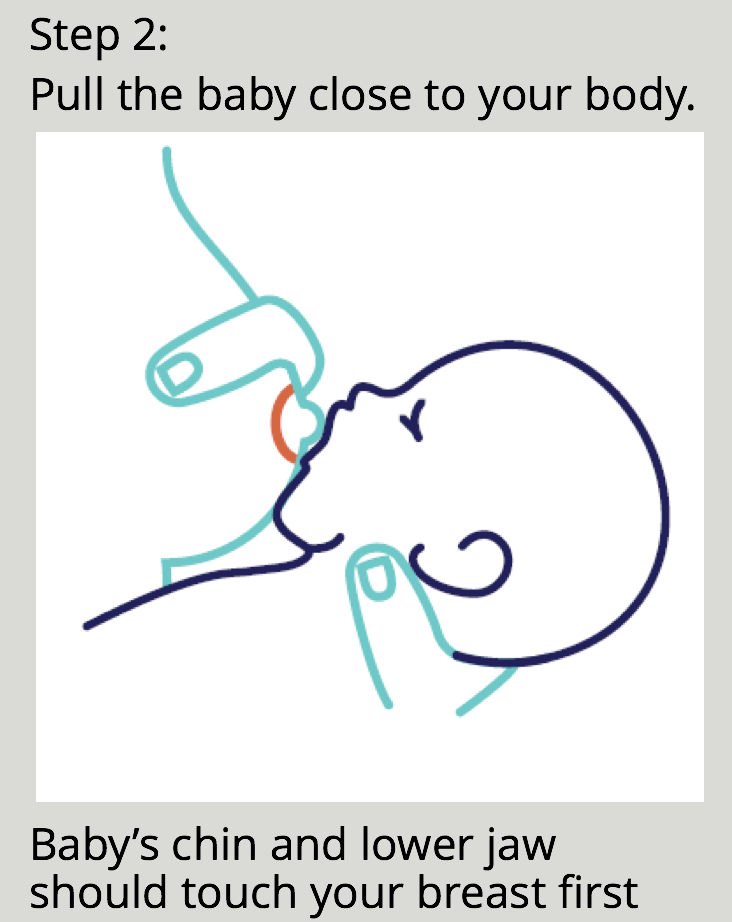 Step 2:
Pull the baby close to your body.
Baby’s chin and lower jaw
should touch your breast first